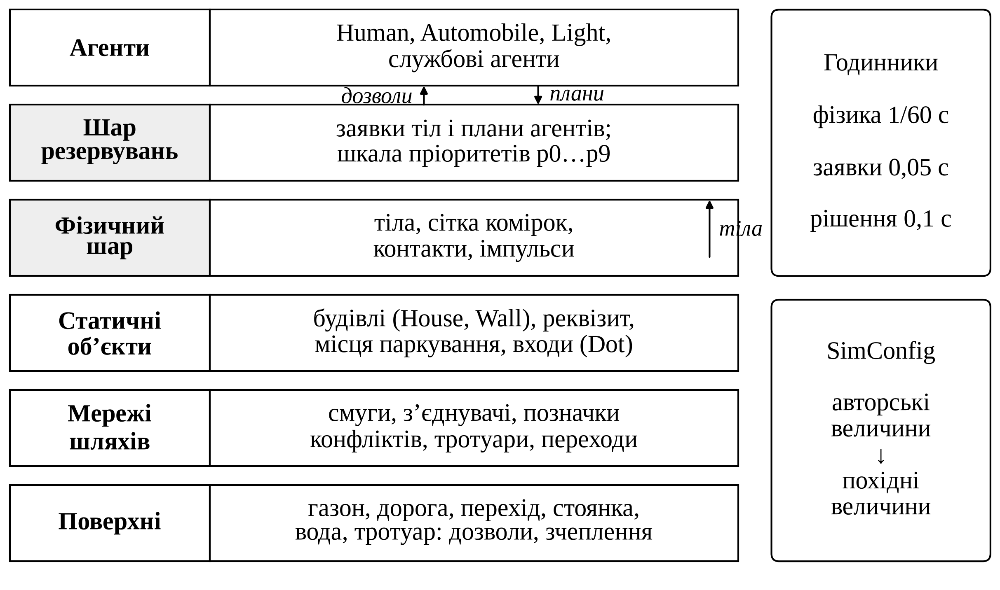 Агенти
Human, Automobile, Light,
службові агенти
дозволи
плани
Шар
резервувань
заявки тіл і плани агентів;
шкала пріоритетів p0…p9
Фізичний
шар
тіла, сітка комірок,
контакти, імпульси
тіла
Статичні
об’єкти
будівлі (House, Wall), реквізит,
місця паркування, входи (Dot)
Мережі
шляхів
смуги, з’єднувачі, позначки
конфліктів, тротуари, переходи
Поверхні
газон, дорога, перехід, стоянка,
вода, тротуар: дозволи, зчеплення
Годинники
фізика 1/60 с
заявки 0,05 с
рішення 0,1 с
SimConfig
авторські
величини
↓
похідні
величини